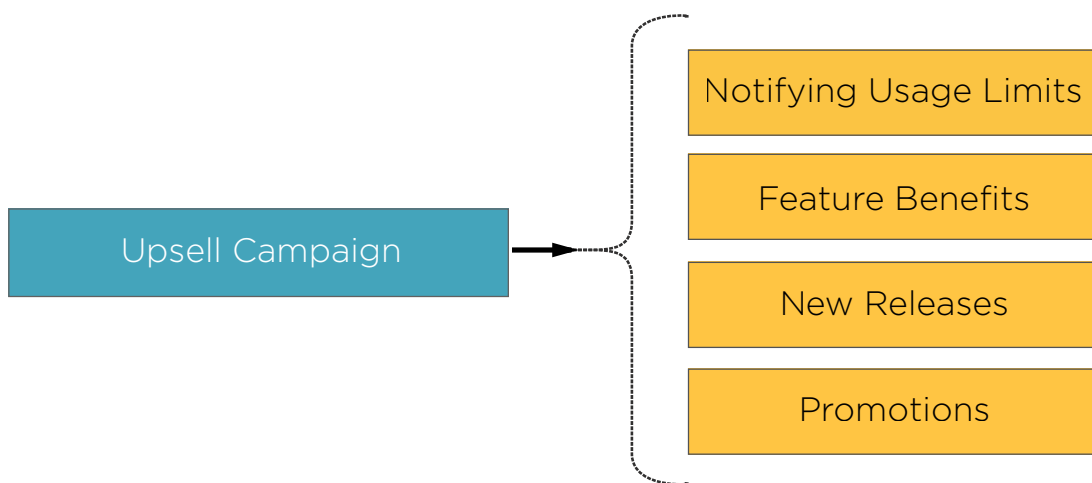 Upsell Campaign
Notifying Usage Limits
Feature Benefits
New Releases
Promotions